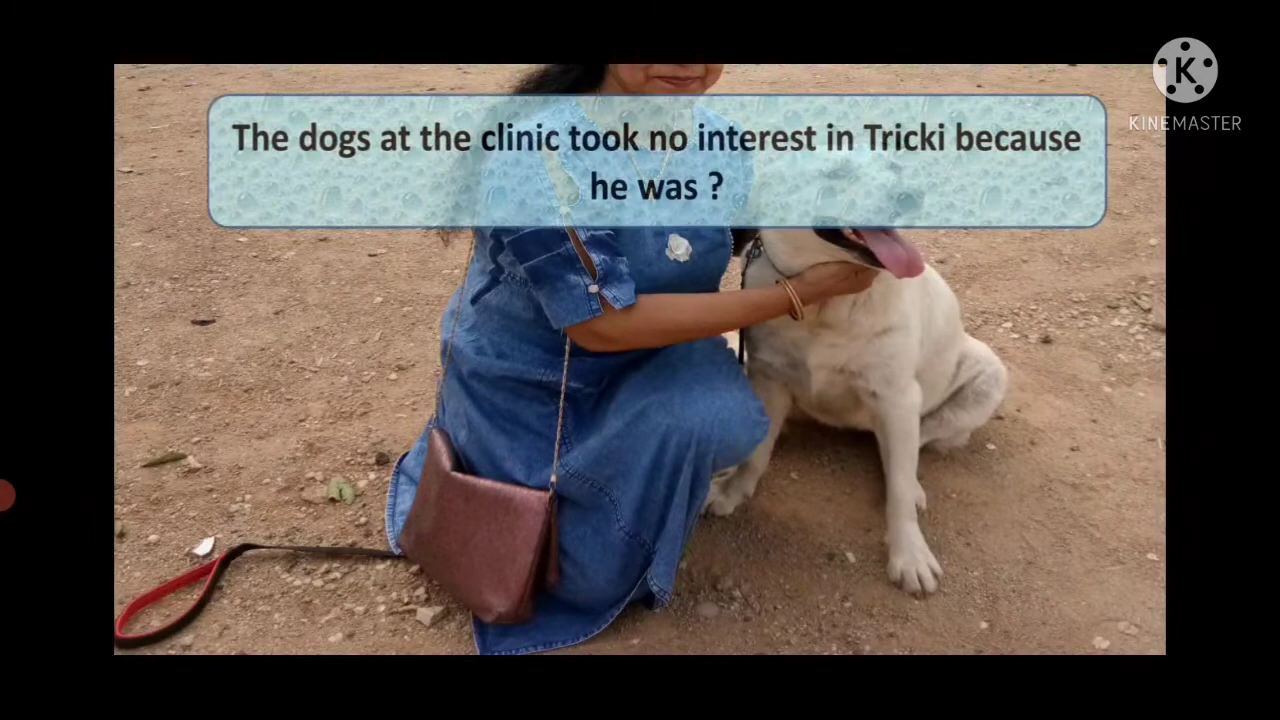 The dogs at the clinic took no interest in Tricki because
he was ?
K
KINEMASTER